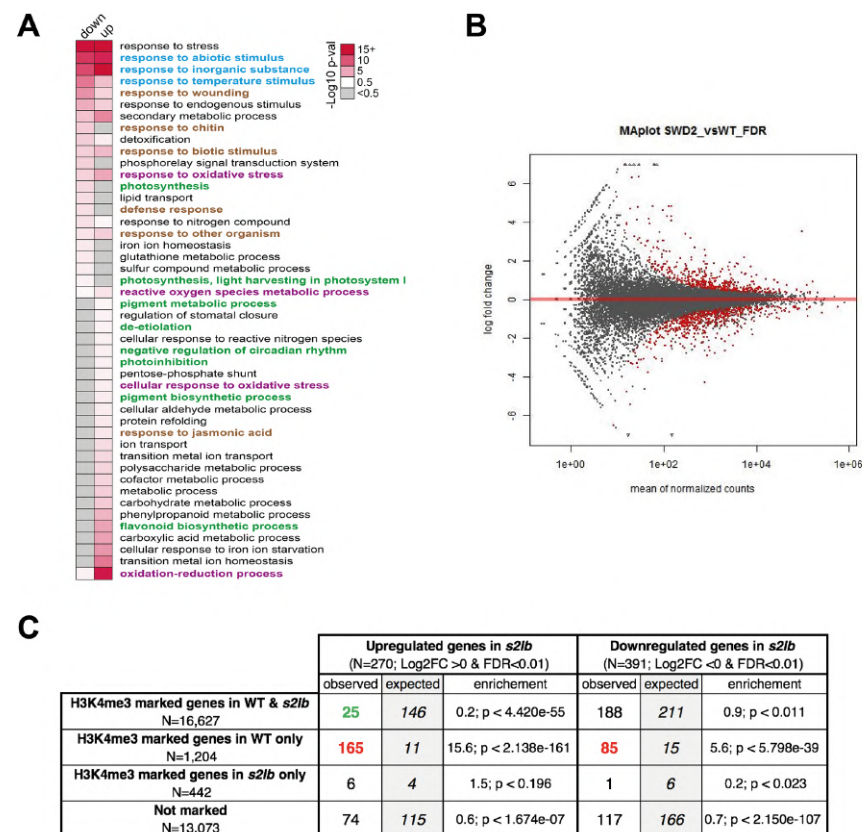 A
down
up
response to stress
response to abiotic stimulus
response to inorganic substance
response to temperature stimulus
response to wounding
response to endogenous stimulus
secondary metabolic process
response to chitin
detoxification
response to biotic stimulus
phosphorelay signal transduction system
response to oxidative stress
photosynthesis
lipid transport
defense response
response to nitrogen compound
response to other organism
iron ion homeostasis
glutathione metabolic process
sulfur compound metabolic process
photosynthesis, light harvesting in photosystem I
reactive oxygen species metabolic process
pigment metabolic process
regulation of stomatal closure
de-etiolation
cellular response to reactive nitrogen species
negative regulation of circadian rhythm
photoinhibition
pentose-phosphate shunt
cellular response to oxidative stress
pigment biosynthetic process
cellular aldehyde metabolic process
protein refolding
response to jasmonic acid
ion transport
transition metal ion transport
polysaccharide metabolic process
cofactor metabolic process
metabolic process
carbohydrate metabolic process
phenylpropanoid metabolic process
flavonoid biosynthetic process
carboxylic acid metabolic process
cellular response to iron ion starvation
transition metal ion homeostasis
oxidation-reduction process
-Log10 p-val
15+
10
5
0.5
<0.5
B
MAplot SWD2_vsWT_FDR
log fold change
6
4
2
0
-2
-4
-6
1e+00 1e+02 1e+04 1e+06
mean of normalized counts
C
Upregulated genes in s2lb Downregulated genes in s2lb
(N=270; Log2FC >0 & FDR<0.01) (N=391; Log2FC <0 & FDR<0.01)
observed expected enrichement observed expected enrichement
H3K4me3 marked genes in WT & s2lb
N=16,627
25 146 0.2; p < 4.420e-55 188 211 0.9; p < 0.011
H3K4me3 marked genes in WT only
N=1,204
165 11 15.6; p < 2.138e-161 85 15 5.6; p < 5.798e-39
H3K4me3 marked genes in s2lb only
N=442
6 4 1.5; p < 0.196 1 6 0.2; p < 0.023
Not marked
N=13,073
74 115 0.6; p < 1.674e-07 117 166 0.7; p < 2.150e-107